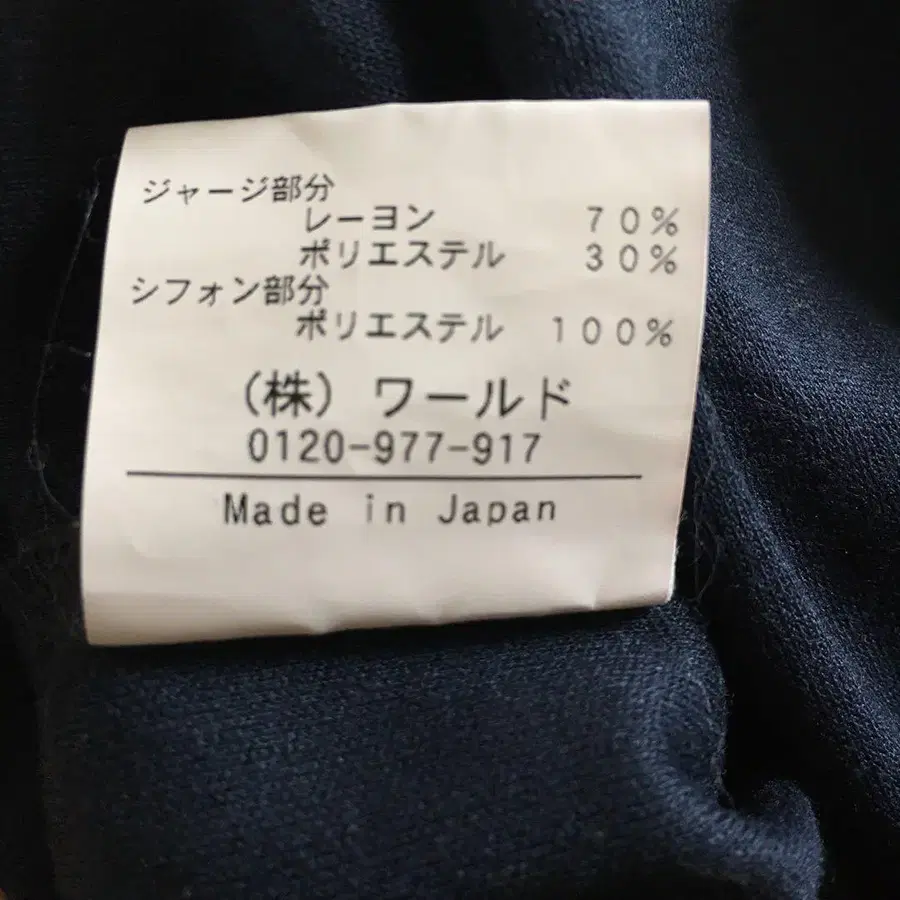 ジャージ部分
レーヨン 70%
ポリエステル 30%
シフォン部分
ポリエステル 100%
(株) ワールド
0120-977-917
Made in Japan